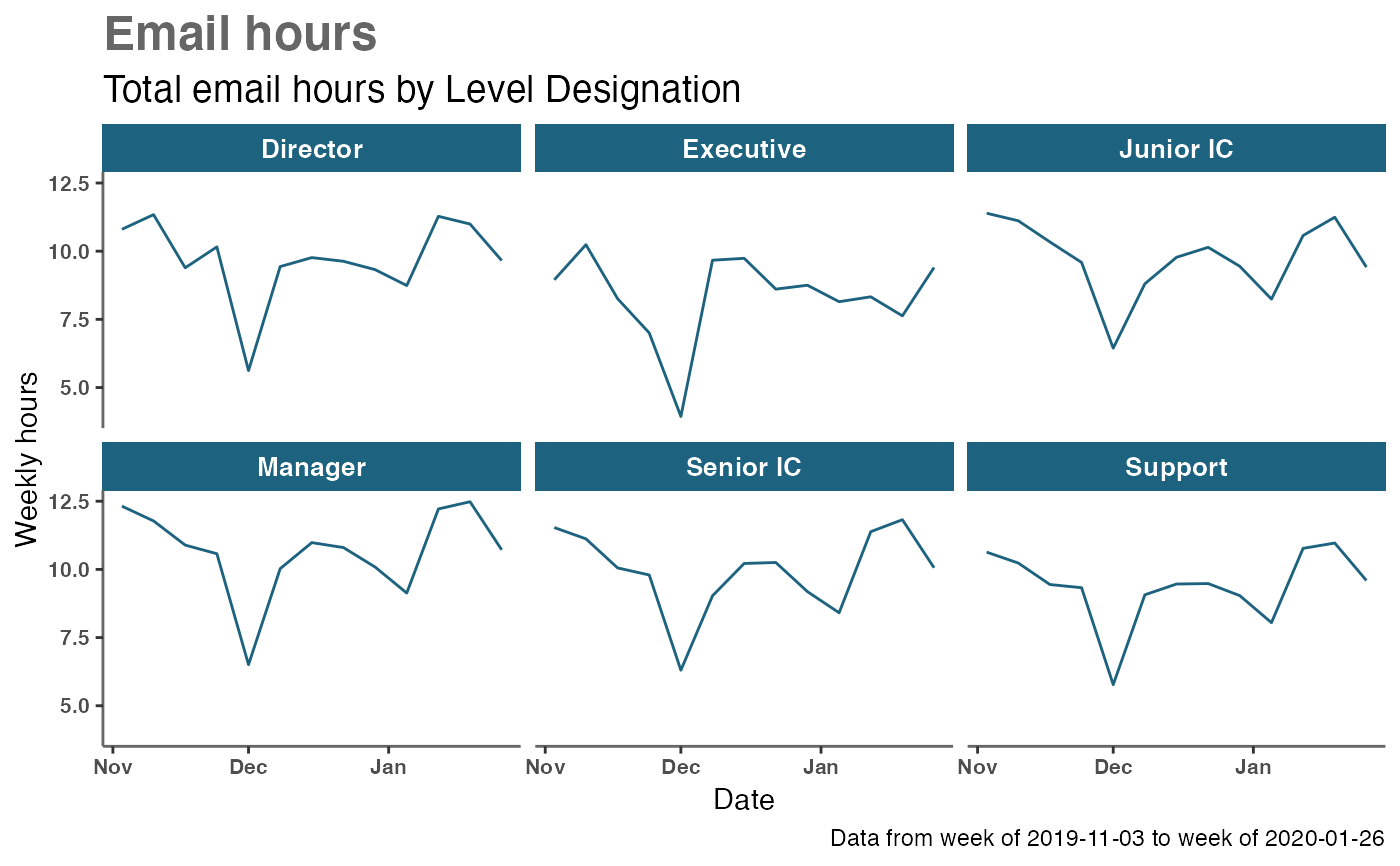 Email hours
Total email hours by Level Designation
Director
Executive
Junior IC
12.5
10.0
7.5
5.0
Manager
Senior IC
Support
12.5
10.0
7.5
5.0
Weekly hours
Nov Dec Jan
Nov Dec Jan
Nov Dec Jan
Date
Data from week of 2019-11-03 to week of 2020-01-26